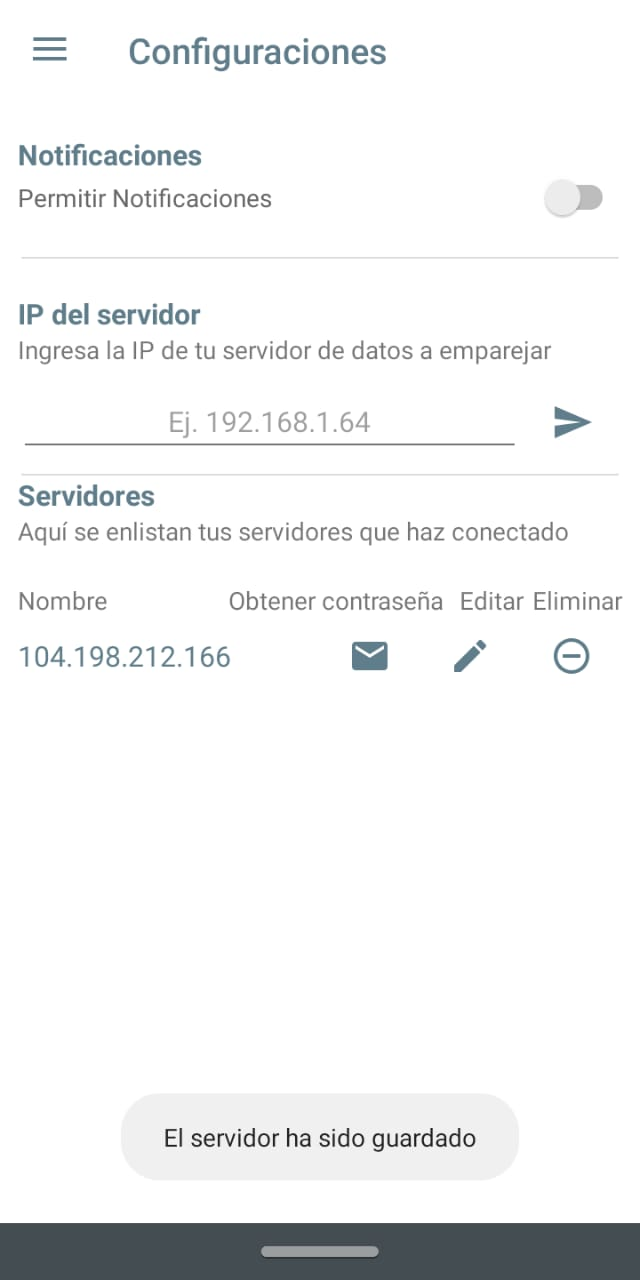 Configuraciones
Notificaciones
Permitir Notificaciones
IP del servidor
Ingresa la IP de tu servidor de datos a emparejar
Ej. 192.168.1.64
Servidores
Aquí se enlistan tus servidores que haz conectado
Nombre Obtener contraseña Editar Eliminar
104.198.212.166
El servidor ha sido guardado